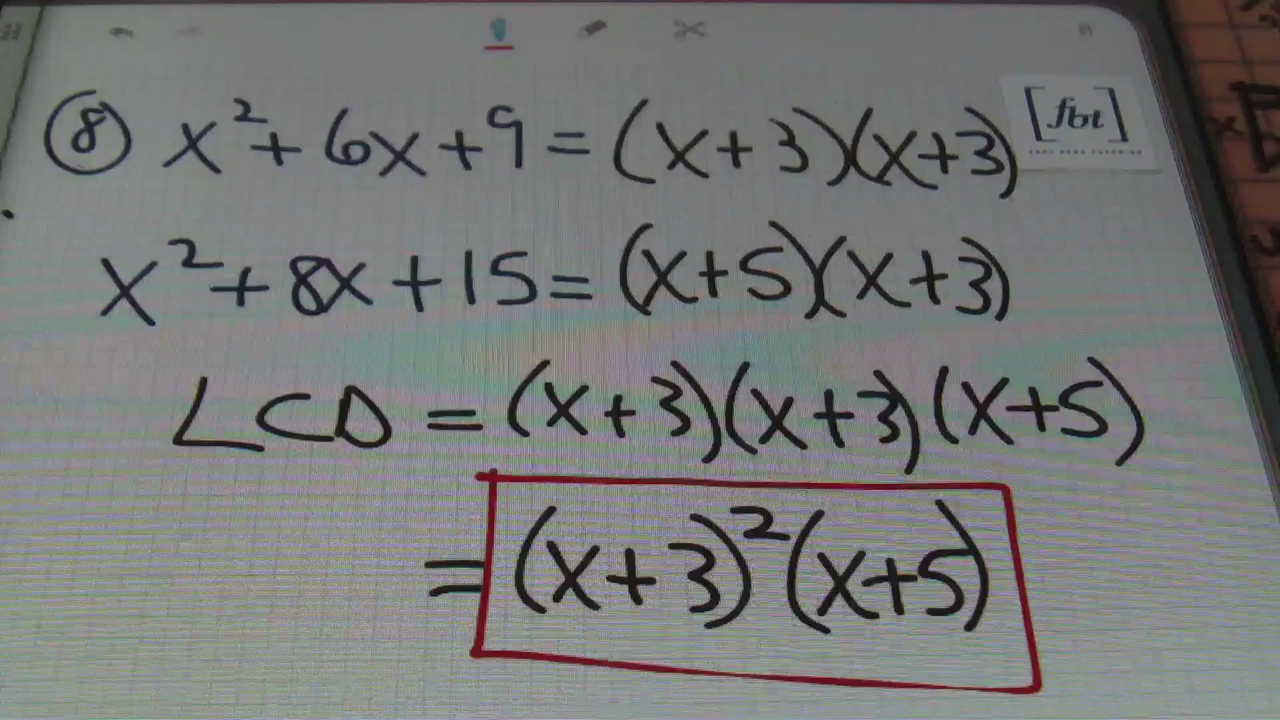 ⑧ x² + 6x + 9 = (x + 3)(x + 3)
[fbt]
x² + 8x + 15 = (x + 5)(x + 3)
LCD = (x + 3)(x + 3)(x + 5)
= (x + 3)² (x + 5)